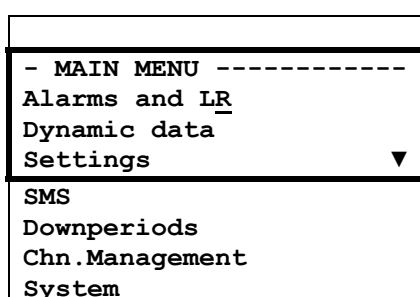 - MAIN MENU ------------
Alarms and LR
Dynamic data
Settings ▼
SMS
Downperiods
Chn.Management
System